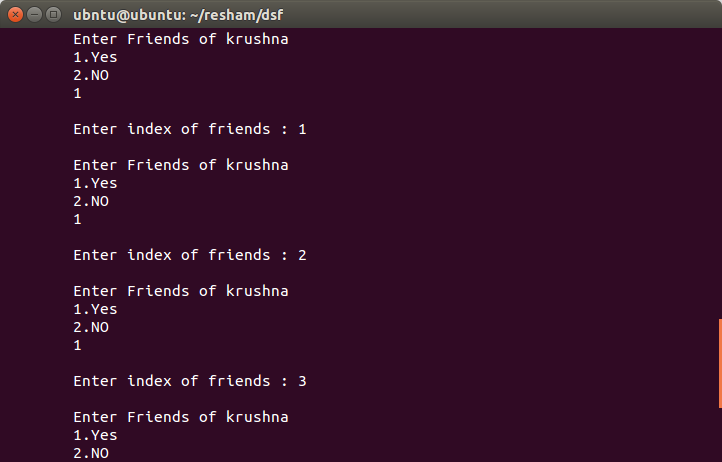 ubntu@ubuntu: ~/resham/dsf
Enter Friends of krushna
1.Yes
2.NO
1
Enter index of friends : 1
Enter Friends of krushna
1.Yes
2.NO
1
Enter index of friends : 2
Enter Friends of krushna
1.Yes
2.NO
1
Enter index of friends : 3
Enter Friends of krushna
1.Yes
2.NO